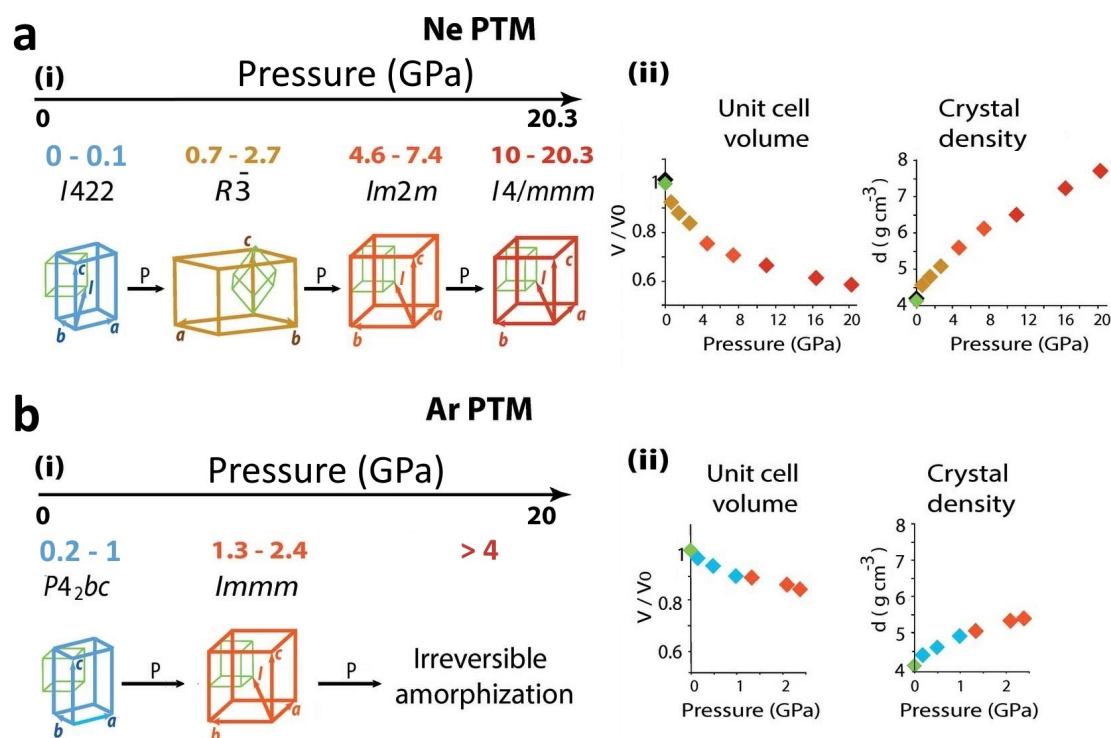 a
Ne PTM
(i)
Pressure (GPa)
0 20.3
0 - 0.1 0.7 - 2.7 4.6 - 7.4 10 - 20.3
I422 R3̅ Im2m I4/mmm
c l b a
P
c a b
P
c l a b
P
c l a b
(ii)
Unit cell
volume
V / V0
1
0.8
0.6
0 4 8 12 16 20
Pressure (GPa)
Crystal
density
d ( g cm⁻³)
8
7
6
5
4
0 4 8 12 16 20
Pressure (GPa)
b
Ar PTM
(i)
Pressure (GPa)
0 20
0.2 - 1 1.3 - 2.4 > 4
P4₂bc Immm
c b a
P
c l a b
P
Irreversible
amorphization
(ii)
Unit cell
volume
V / V0
1
0.8
0.6
0 1 2
Pressure (GPa)
Crystal
density
d ( g cm⁻³)
8
7
6
5
4
0 1 2
Pressure (GPa)